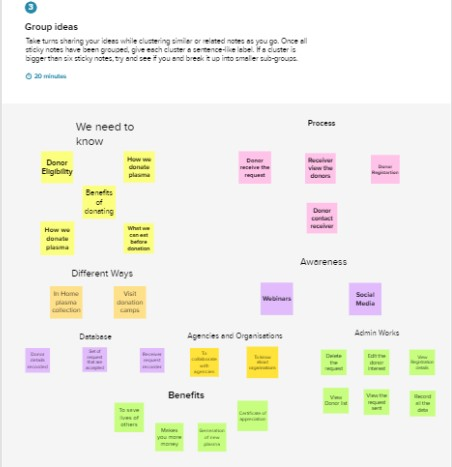 3
Group ideas
Take turns sharing your ideas while clustering similar or related notes as you go. Once all
sticky notes have been grouped, give each cluster a sentence-like label. If a cluster is
bigger than six sticky notes, try and see if you and break it up into smaller sub-groups.
20 minutes
We need to
know
Donor
Eligibility
How we
donate
plasma
Benefits
of
donating
How we
donate
plasma
What we
can eat
before
donation
Process
Donor
receive the
request
Receiver
view the
donors
Donor
Registration
Donor
contact
receiver
Different Ways
In Home
plasma
collection
Visit
donation
camps
Awareness
Webinars
Social
Media
Database
Donor
details
recorded
request
accepted
request
records
Agencies and Organisations
To
collaborate
with
agencies
To know
about
organisations
Admin Works
Delete
the
request
Edit the
donor
interest
View
Registration
details
View
Donor list
View the
request
sent
Record
all the
data
Benefits
To save
lives of
others
Makes
you more
money
Generation
of new
plasma
Certificate of
appreciation